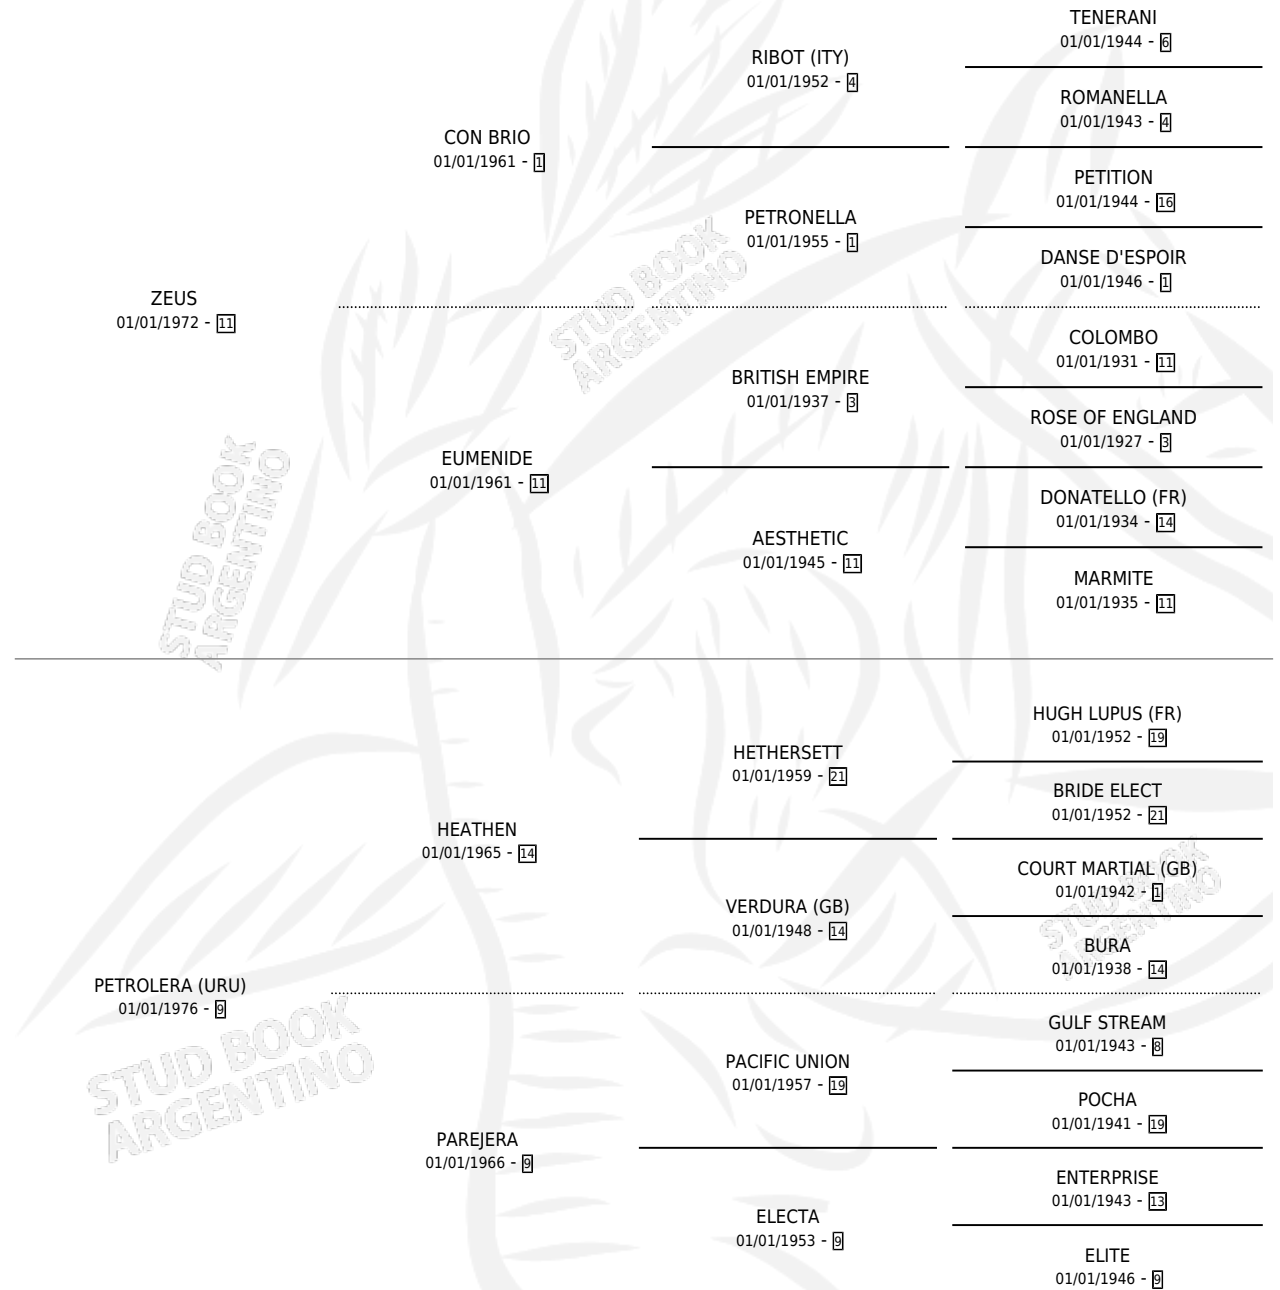 TENERANI
01/01/1944 - 6
RIBOT (ITY)
01/01/1952 - 4
ROMANELLA
01/01/1943 - 4
CON BRIO
01/01/1961 - 1
PETITION
01/01/1944 - 16
PETRONELLA
01/01/1955 - 1
DANSE D'ESPOIR
01/01/1946 - 1
ZEUS
01/01/1972 - 11
STUD BOOK
ARGENTINO
COLOMBO
01/01/1931 - 11
BRITISH EMPIRE
01/01/1937 - 3
ROSE OF ENGLAND
01/01/1927 - 3
EUMENIDE
01/01/1961 - 11
DONATELLO (FR)
01/01/1934 - 14
AESTHETIC
01/01/1945 - 11
MARMITE
01/01/1935 - 11
STUD BOOK
ARGENTINO
HUGH LUPUS (FR)
01/01/1952 - 19
HETHERSETT
01/01/1959 - 21
BRIDE ELECT
01/01/1952 - 21
HEATHEN
01/01/1965 - 14
COURT MARTIAL (GB)
01/01/1942 - 1
VERDURA (GB)
01/01/1948 - 14
STUD BOOK
ARGENTINO
BURA
01/01/1938 - 14
PETROLERA (URU)
01/01/1976 - 9
GULF STREAM
01/01/1943 - 8
STUD BOOK
ARGENTINO
PACIFIC UNION
01/01/1957 - 19
POCHA
01/01/1941 - 19
PAREJERA
01/01/1966 - 9
ENTERPRISE
01/01/1943 - 13
ELECTA
01/01/1953 - 9
ELITE
01/01/1946 - 9